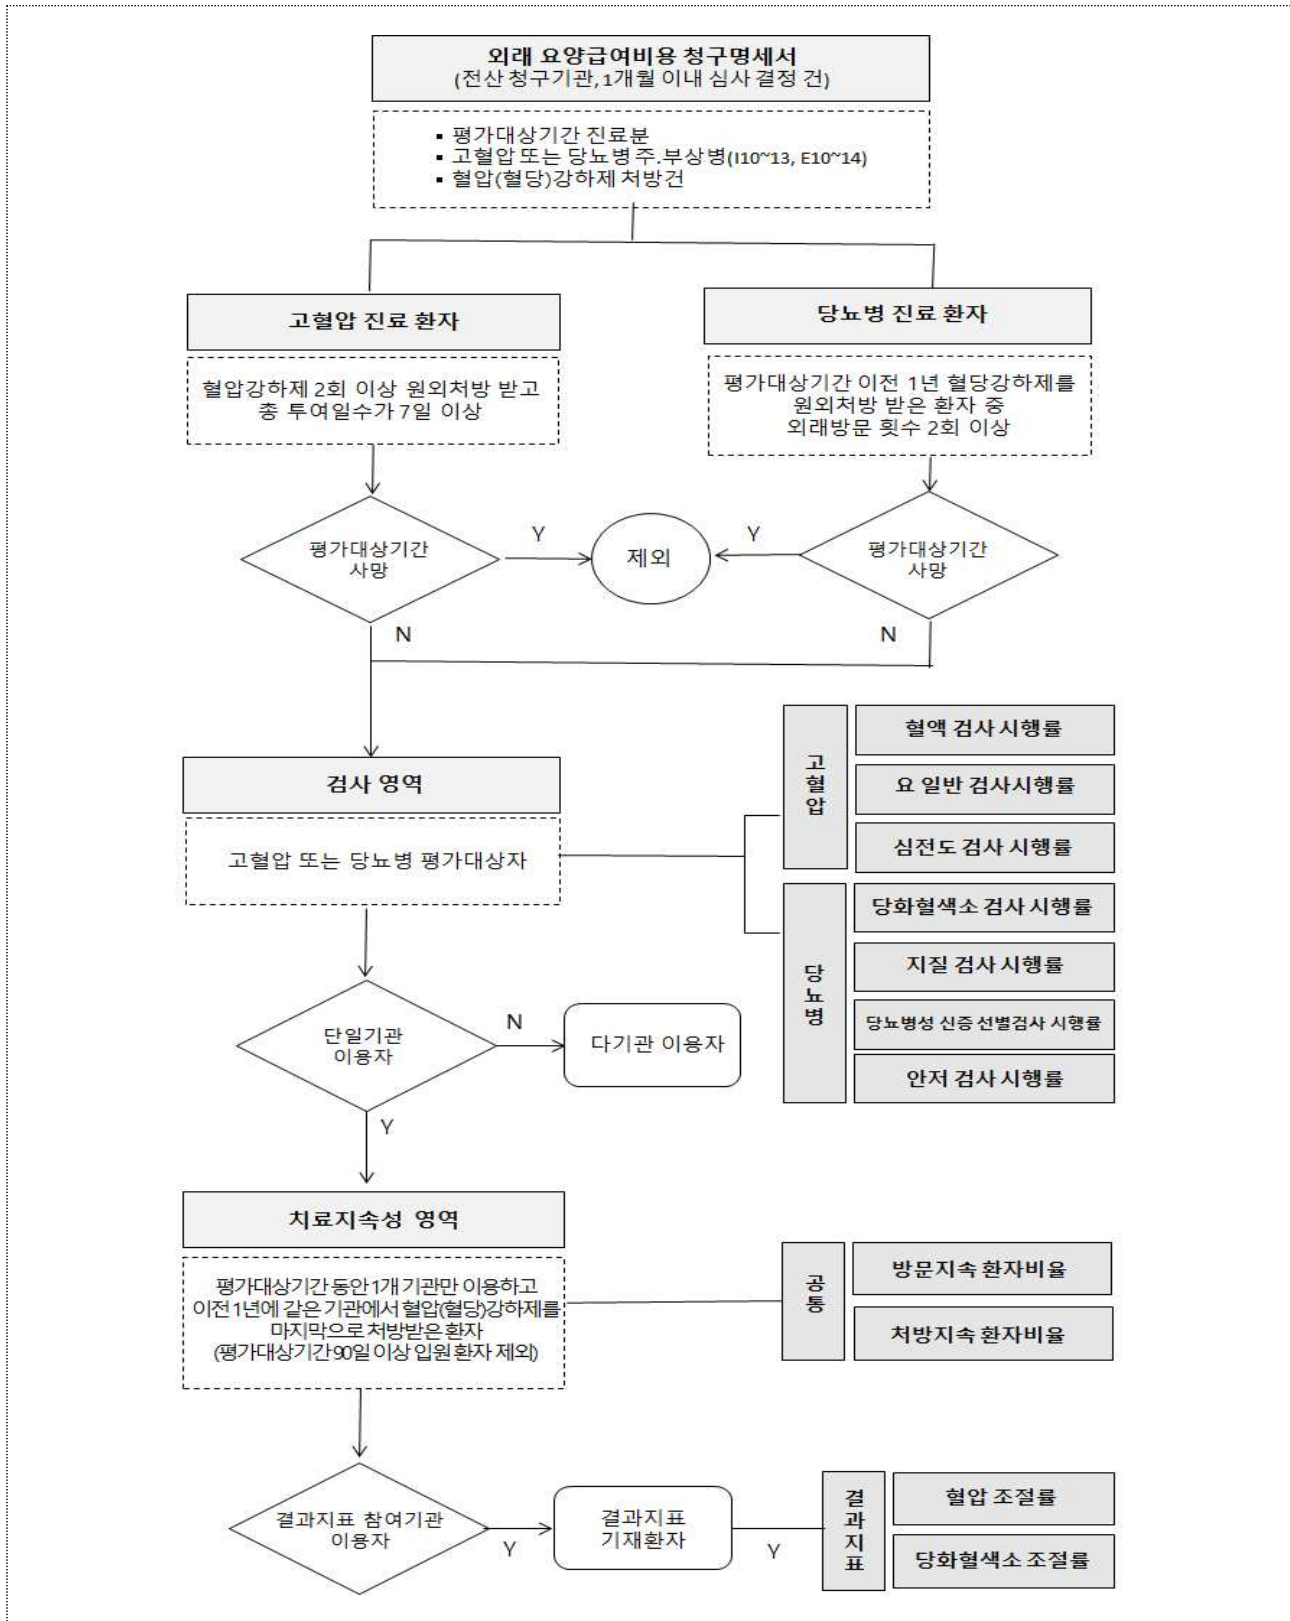 외래 요양급여비용 청구명세서
(전산 청구기관, 1개월 이내 심사 결정 건)
▪ 평가대상기간 진료분
▪ 고혈압 또는 당뇨병 주.부상병(I10~13, E10~14)
▪ 혈압(혈당)강하제 처방건
고혈압 진료 환자
혈압강하제 2회 이상 원외처방 받고
총 투여일수가 7일 이상
당뇨병 진료 환자
평가대상기간 이전 1년 혈당강하제를
원외처방 받은 환자 중
외래방문 횟수 2회 이상
평가대상기간
사망
Y
제외
Y
평가대상기간
사망
N
N
검사 영역
고혈압 또는 당뇨병 평가대상자
고혈압
혈액 검사 시행률
요 일반 검사시행률
심전도 검사 시행률
당뇨병
당화혈색소 검사 시행률
지질 검사 시행률
당뇨병성 신증 선별검사 시행률
안저 검사 시행률
단일기관
이용자
N
다기관 이용자
Y
치료지속성 영역
평가대상기간 동안 1개 기관만 이용하고
이전 1년에 같은 기관에서 혈압(혈당)강하제를
마지막으로 처방받은 환자
(평가대상기간 90일 이상 입원 환자 제외)
공통
방문지속 환자비율
처방지속 환자비율
결과지표 참여기관
이용자
Y
결과지표
기재환자
Y
결과지표
혈압 조절률
당화혈색소 조절률